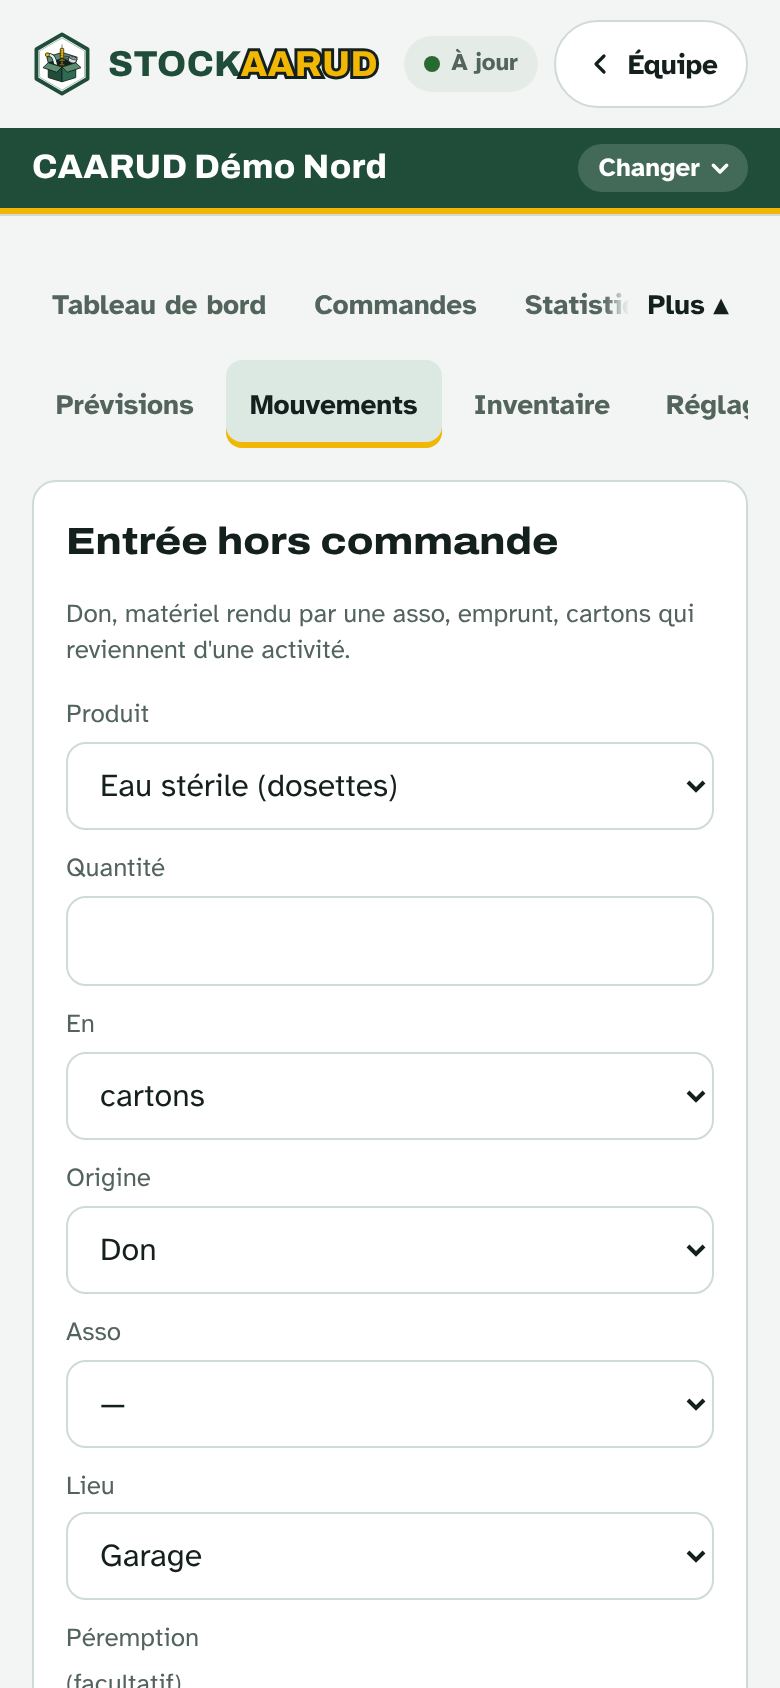 STOCKAARUD
À jour
Équipe
CAARUD Démo Nord
Changer
Tableau de bord
Commandes
Plus ▲
Prévisions
Mouvements
Inventaire
Entrée hors commande
Don, matériel rendu par une asso, emprunt, cartons qui
reviennent d'une activité.
Produit
Eau stérile (dosettes)
Quantité
En
cartons
Origine
Don
Asso
—
Lieu
Garage
Péremption
(facultatif)